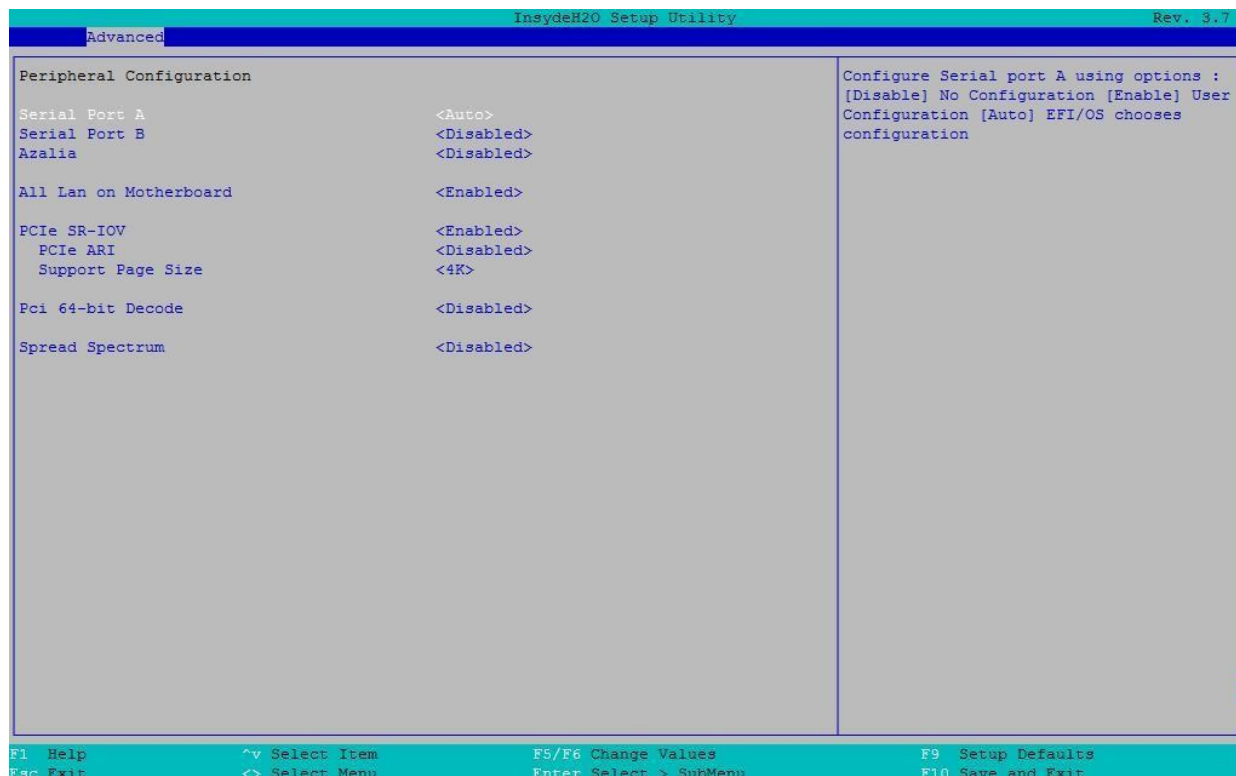 InsydeH2O Setup Utility Rev. 3.7
Advanced
Peripheral Configuration
Serial Port A <Auto>
Serial Port B <Disabled>
Azalia <Disabled>
All Lan on Motherboard <Enabled>
PCIe SR-IOV <Enabled>
PCIe ARI <Disabled>
Support Page Size <4K>
Pci 64-bit Decode <Disabled>
Spread Spectrum <Disabled>
Configure Serial port A using options :
[Disable] No Configuration [Enable] User
Configuration [Auto] EFI/OS chooses
configuration
F1 Help ^v Select Item F5/F6 Change Values F9 Setup Defaults
Esc Exit <> Select Menu Enter Select > SubMenu F10 Save and Exit